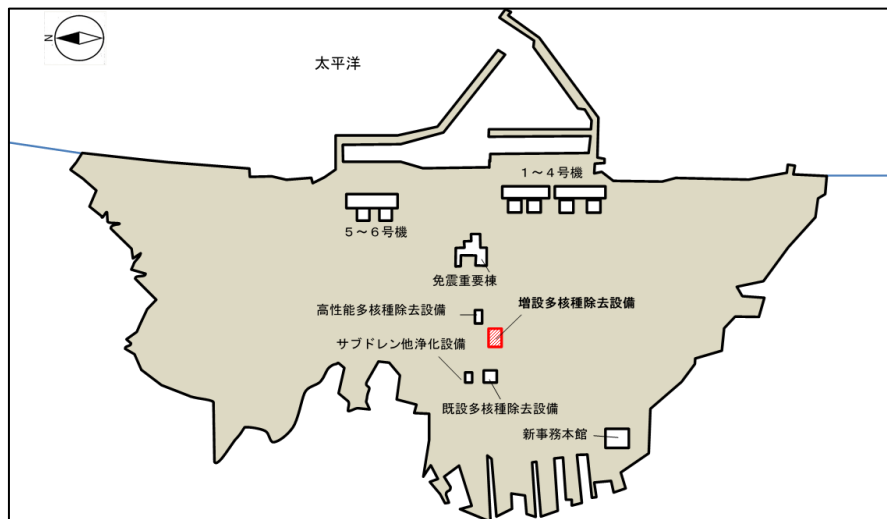 N
太平洋
1～4号機
5～6号機
免震重要棟
高性能多核種除去設備
増設多核種除去設備
サブドレン他浄化設備
既設多核種除去設備
新事務本館